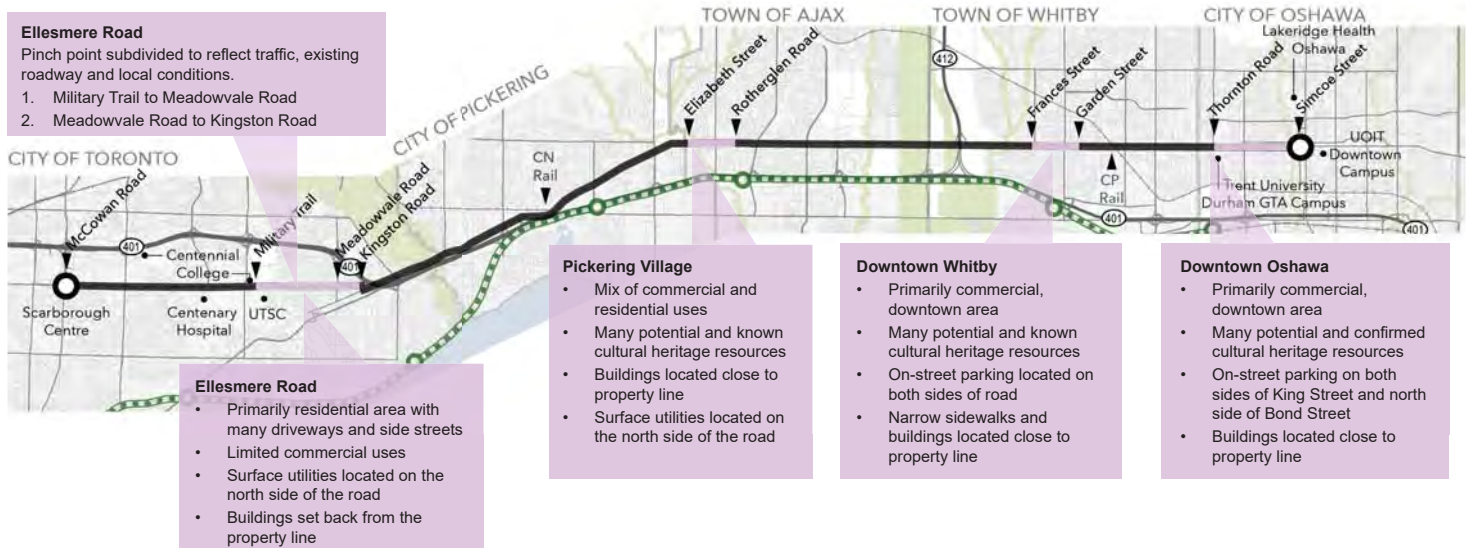 Ellesmere Road
Pinch point subdivided to reflect traffic, existing
roadway and local conditions.
1. Military Trail to Meadowvale Road
2. Meadowvale Road to Kingston Road
TOWN OF AJAX
TOWN OF WHITBY
CITY OF OSHAWA
Lakeridge Health
Oshawa
CITY OF PICKERING
CITY OF TORONTO
Elizabeth Street
Rotherglen Road
412
Frances Street
Garden Street
Thornton Road
Simcoe Street
UOIT
Downtown
Campus
CN
Rail
CP
Rail
Trent University
Durham GTA Campus
401
401
McCowan Road
401
Centennial
College
Military Trail
Meadowvale Road
Kingston Road
401
Scarborough
Centre
Centenary
Hospital
UTSC
Ellesmere Road
• Primarily residential area with
many driveways and side streets
• Limited commercial uses
• Surface utilities located on the
north side of the road
• Buildings set back from the
property line
Pickering Village
• Mix of commercial and
residential uses
• Many potential and known
cultural heritage resources
• Buildings located close to
property line
• Surface utilities located on
the north side of the road
Downtown Whitby
• Primarily commercial,
downtown area
• Many potential and known
cultural heritage resources
• On-street parking located on
both sides of road
• Narrow sidewalks and
buildings located close to
property line
Downtown Oshawa
• Primarily commercial,
downtown area
• Many potential and confirmed
cultural heritage resources
• On-street parking on both
sides of King Street and north
side of Bond Street
• Buildings located close to
property line